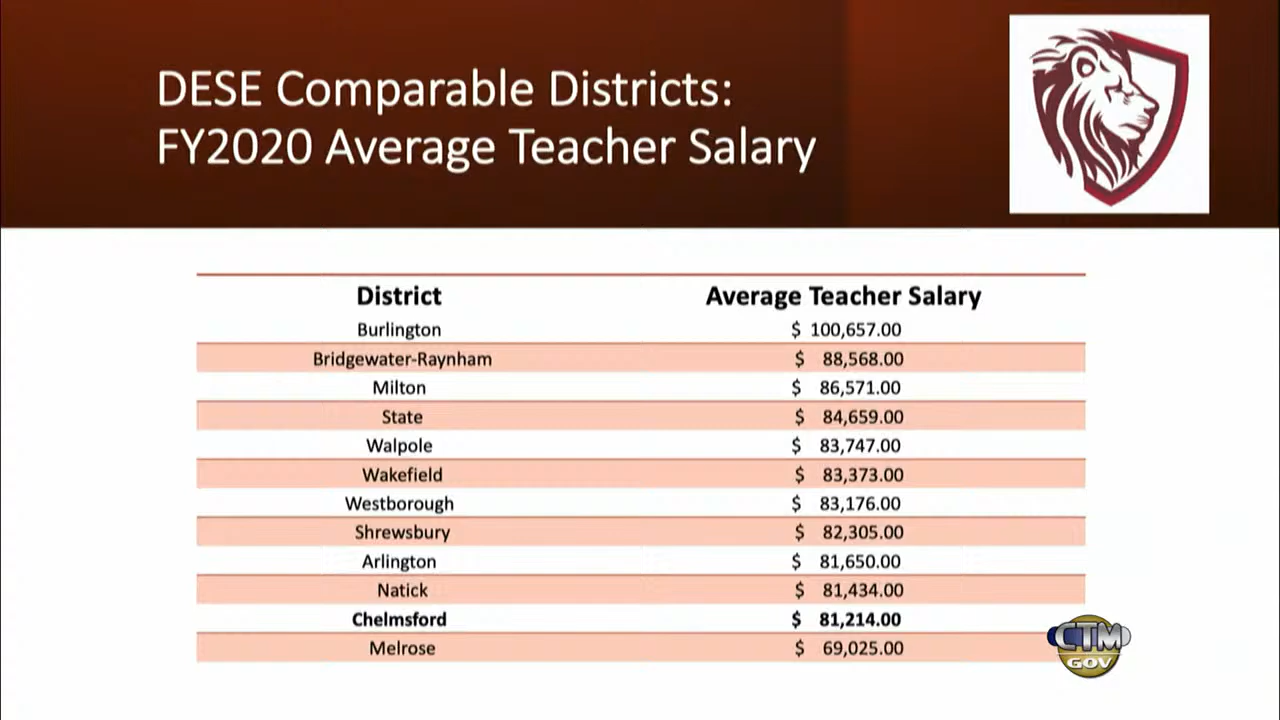 DESE Comparable Districts:
FY2020 Average Teacher Salary
District Average Teacher Salary
Burlington $ 100,657.00
Bridgewater-Raynham $ 88,568.00
Milton $ 86,571.00
State $ 84,659.00
Walpole $ 83,747.00
Wakefield $ 83,373.00
Westborough $ 83,176.00
Shrewsbury $ 82,305.00
Arlington $ 81,650.00
Natick $ 81,434.00
Chelmsford $ 81,214.00
Melrose $ 69,025.00
CTM
GOV